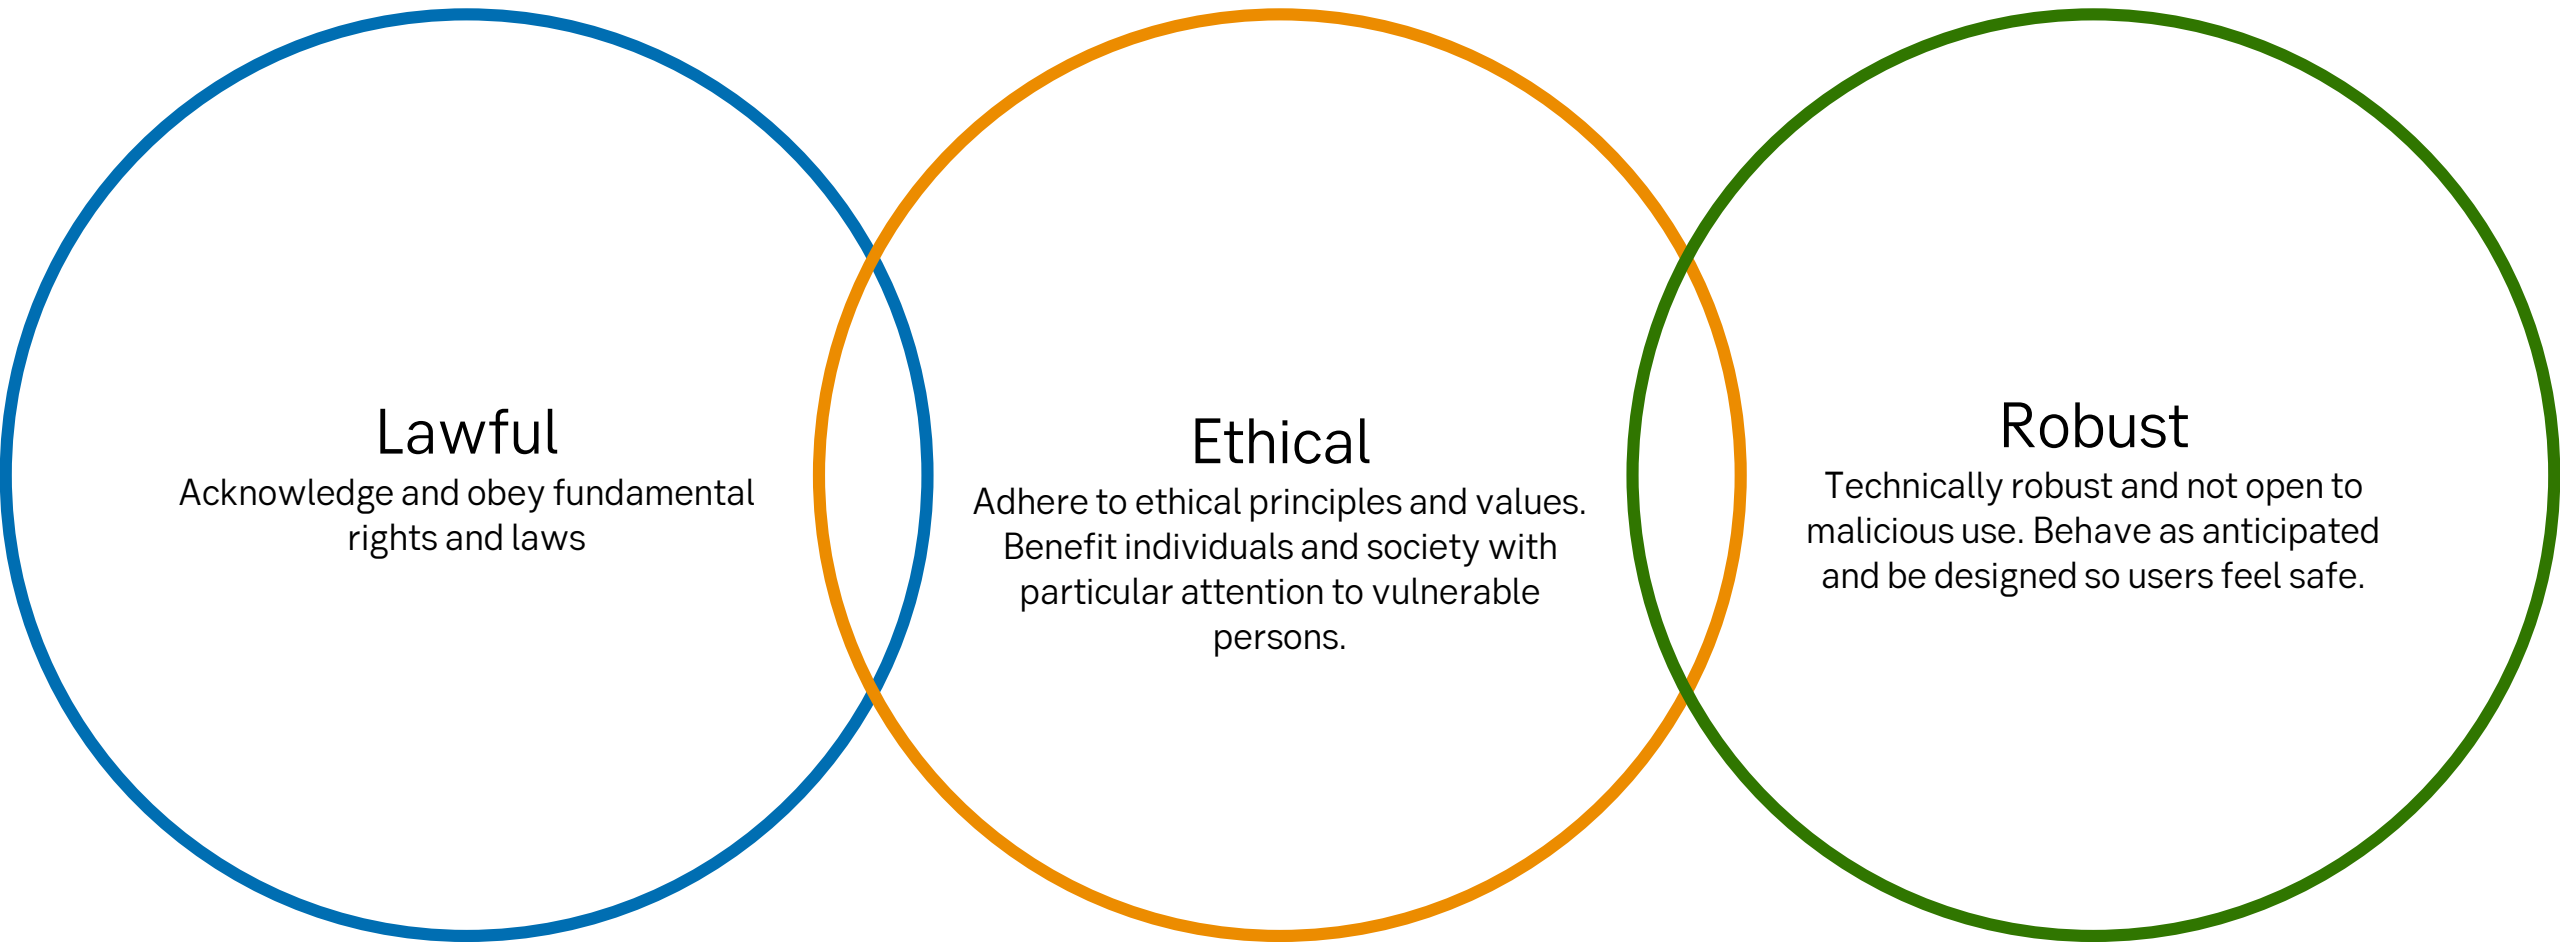 Lawful
Acknowledge and obey fundamental
rights and laws
Ethical
Adhere to ethical principles and values.
Benefit individuals and society with
particular attention to vulnerable
persons.
Robust
Technically robust and not open to
malicious use. Behave as anticipated
and be designed so users feel safe.